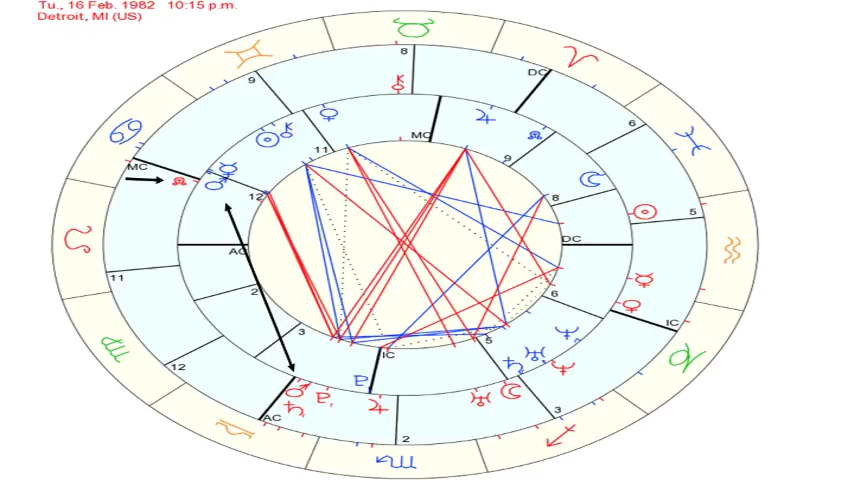 Tu., 16 Feb. 1982 10:15 p.m.
Detroit, MI (US)
8
DC
9
6
MC
11
9
MC
12
8
5
AC
DC
11
2
6
3
IC
5
IC
12
AC
2
3